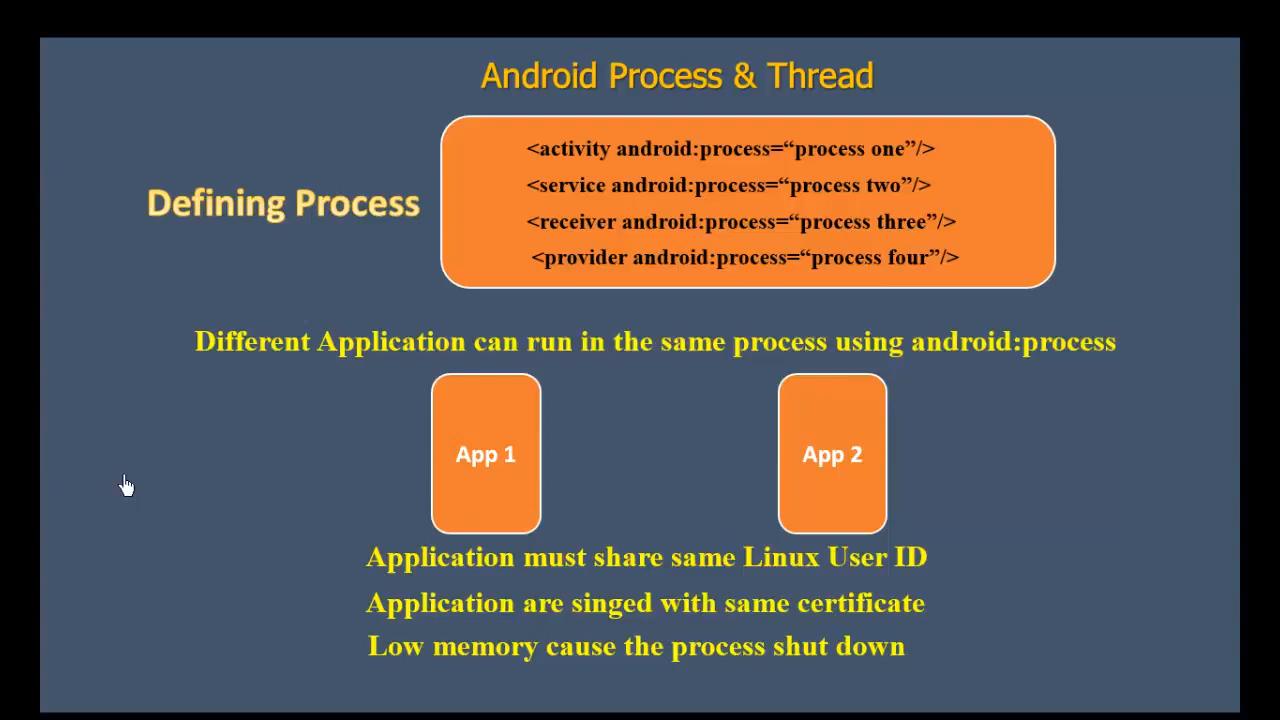 Android Process & Thread
<activity android:process=“process one”/>
<service android:process=“process two”/>
Defining Process
<receiver android:process=“process three”/>
<provider android:process=“process four”/>
Different Application can run in the same process using android:process
App 1
App 2
Application must share same Linux User ID
Application are singed with same certificate
Low memory cause the process shut down